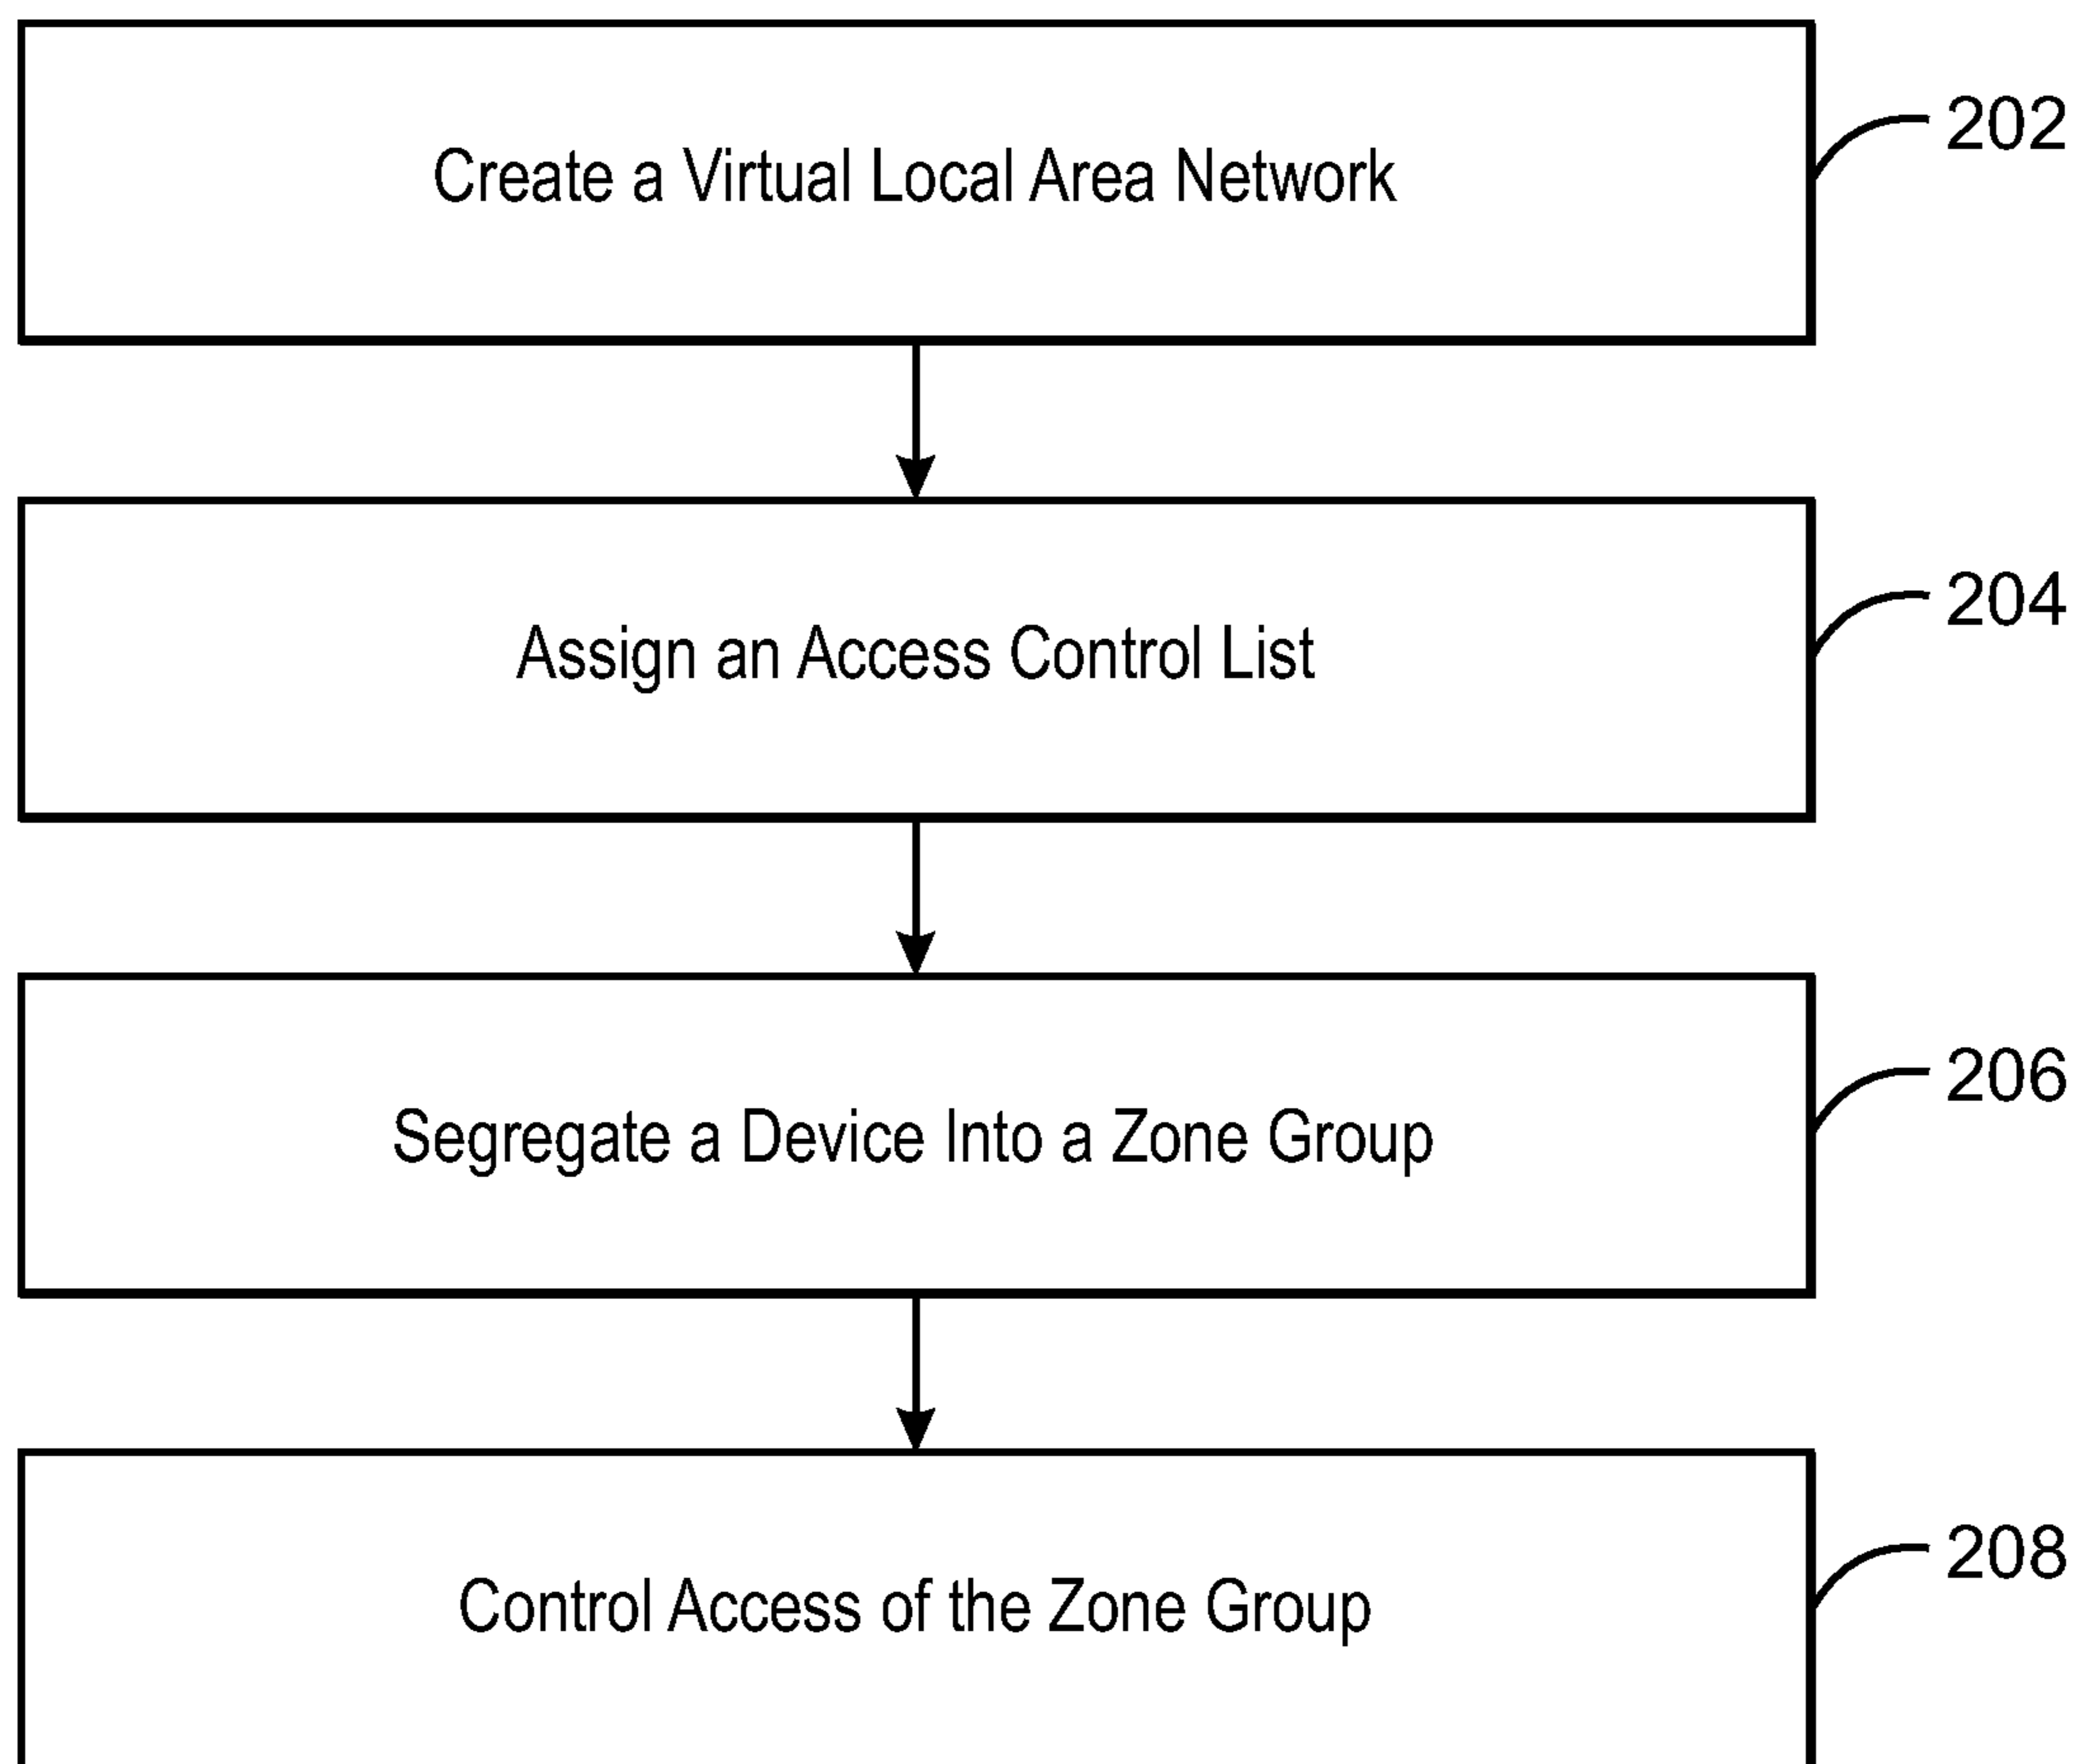 Create a Virtual Local Area Network
202
Assign an Access Control List
204
Segregate a Device Into a Zone Group
206
Control Access of the Zone Group
208